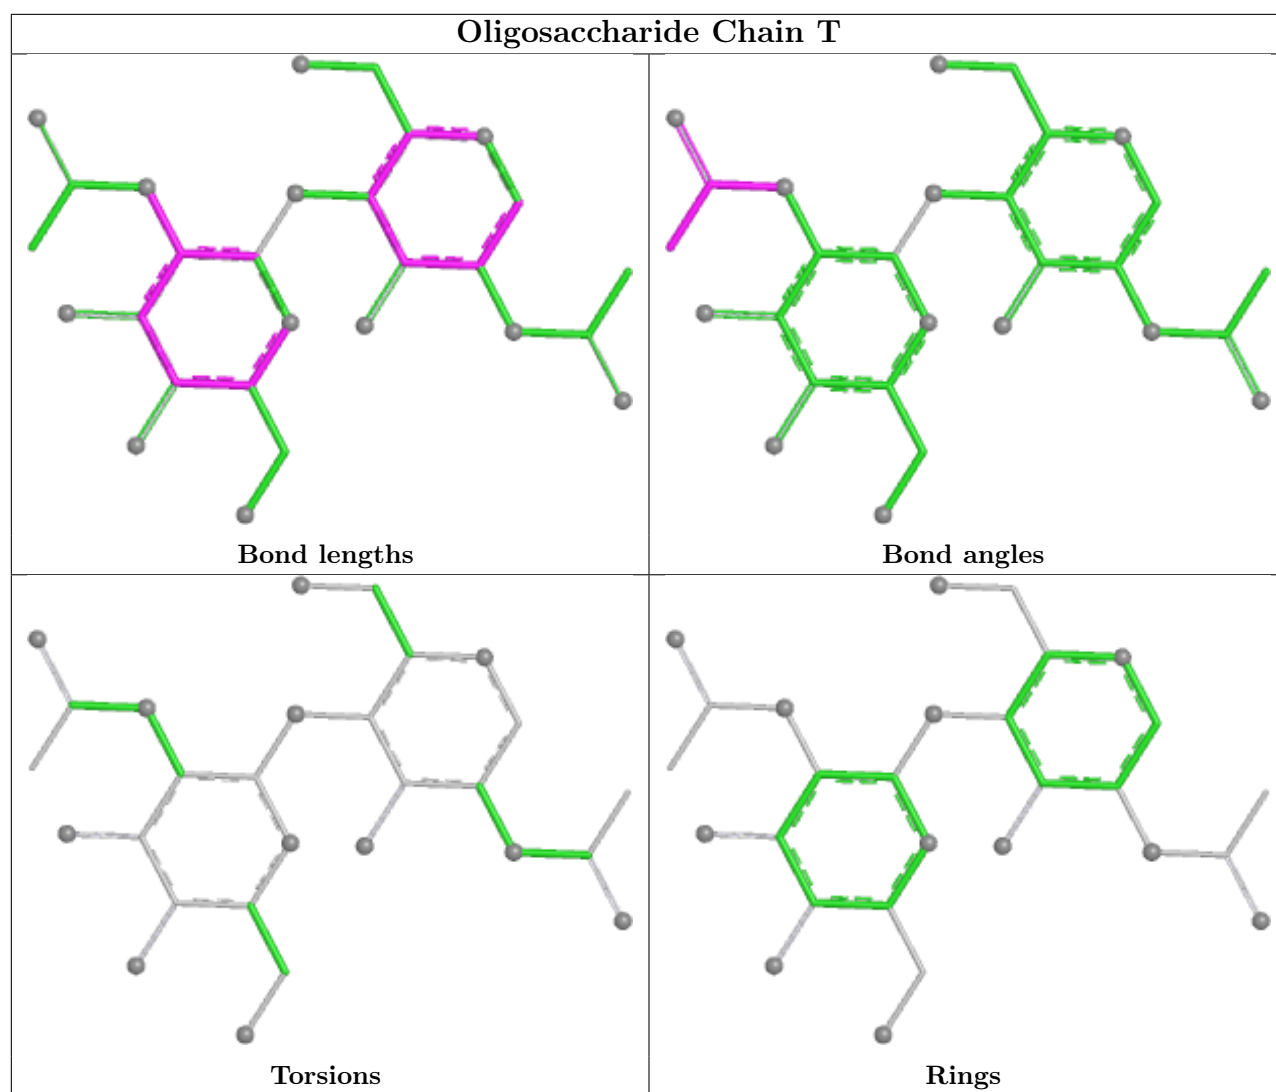 Oligosaccharide Chain T
Bond lengths
Bond angles
Torsions
Rings